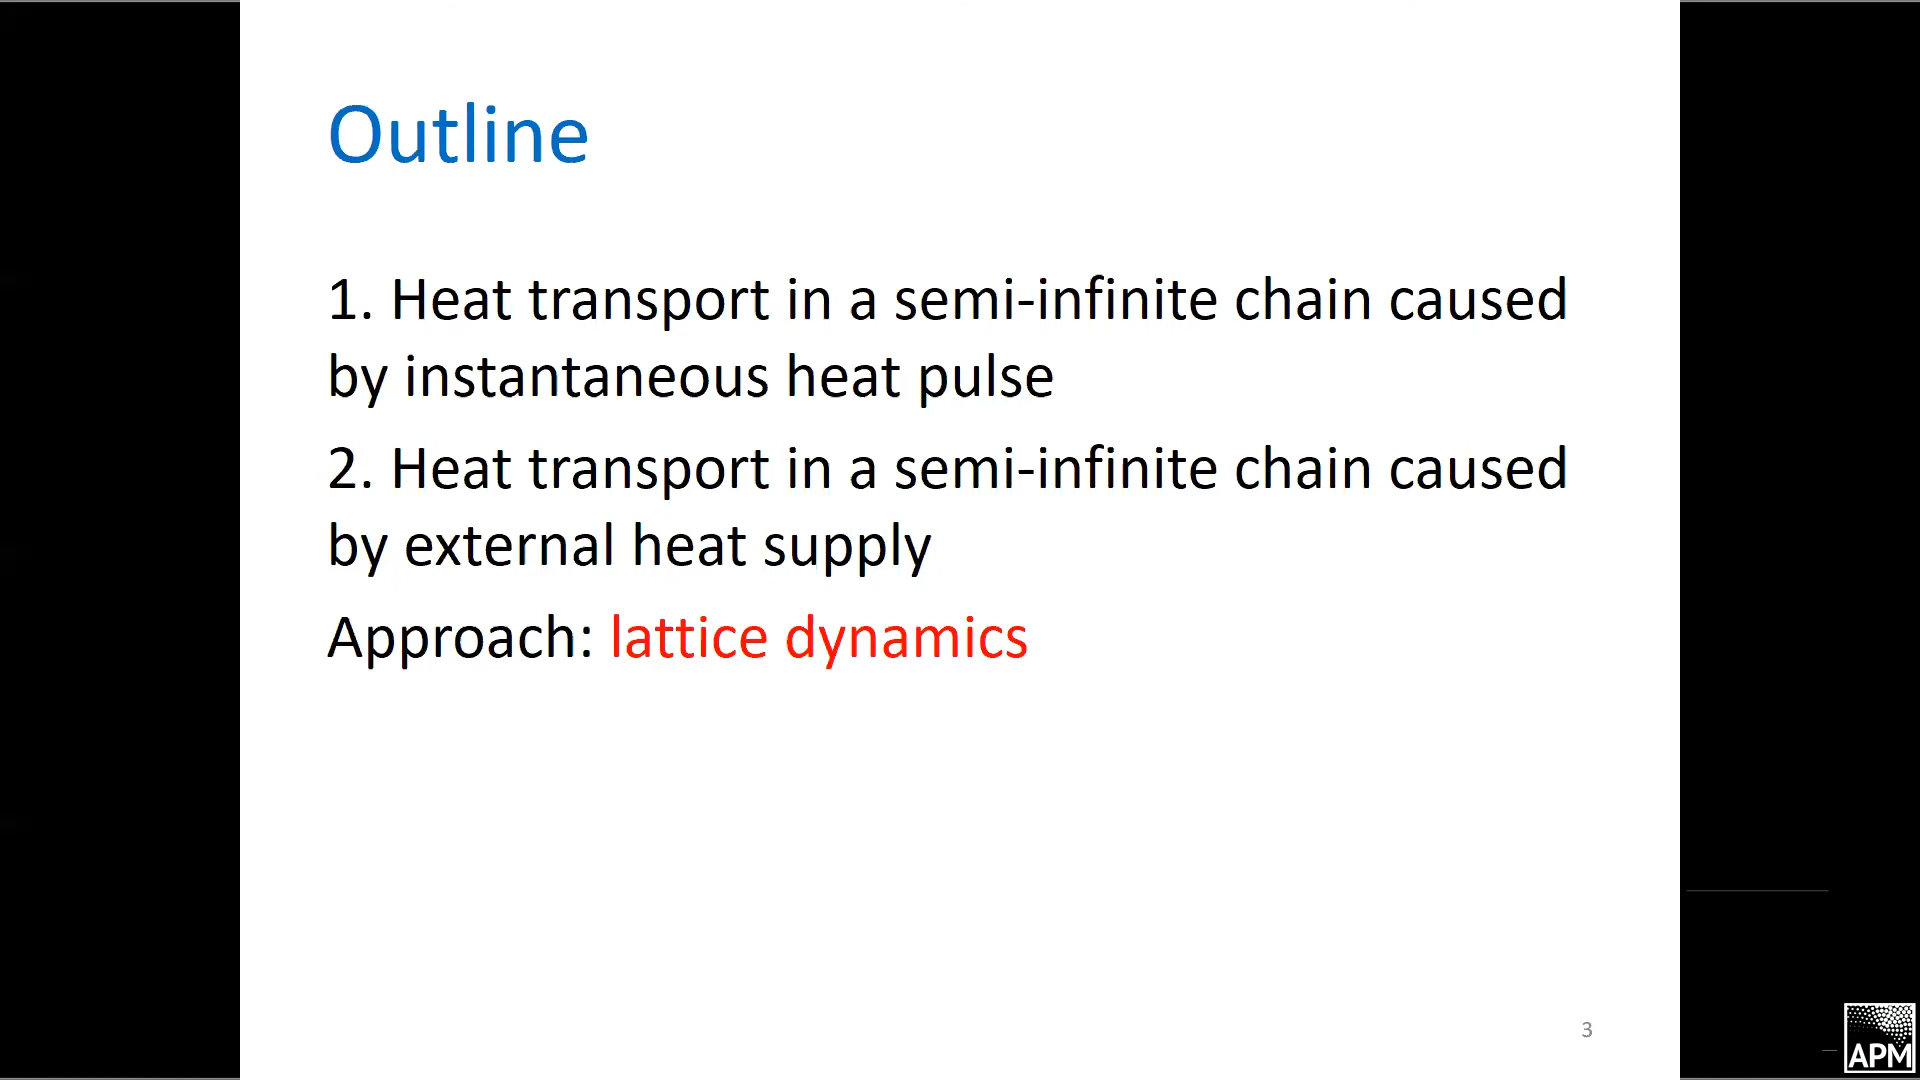 Outline
1. Heat transport in a semi-infinite chain caused
by instantaneous heat pulse
2. Heat transport in a semi-infinite chain caused
by external heat supply
Approach: lattice dynamics
3
APM